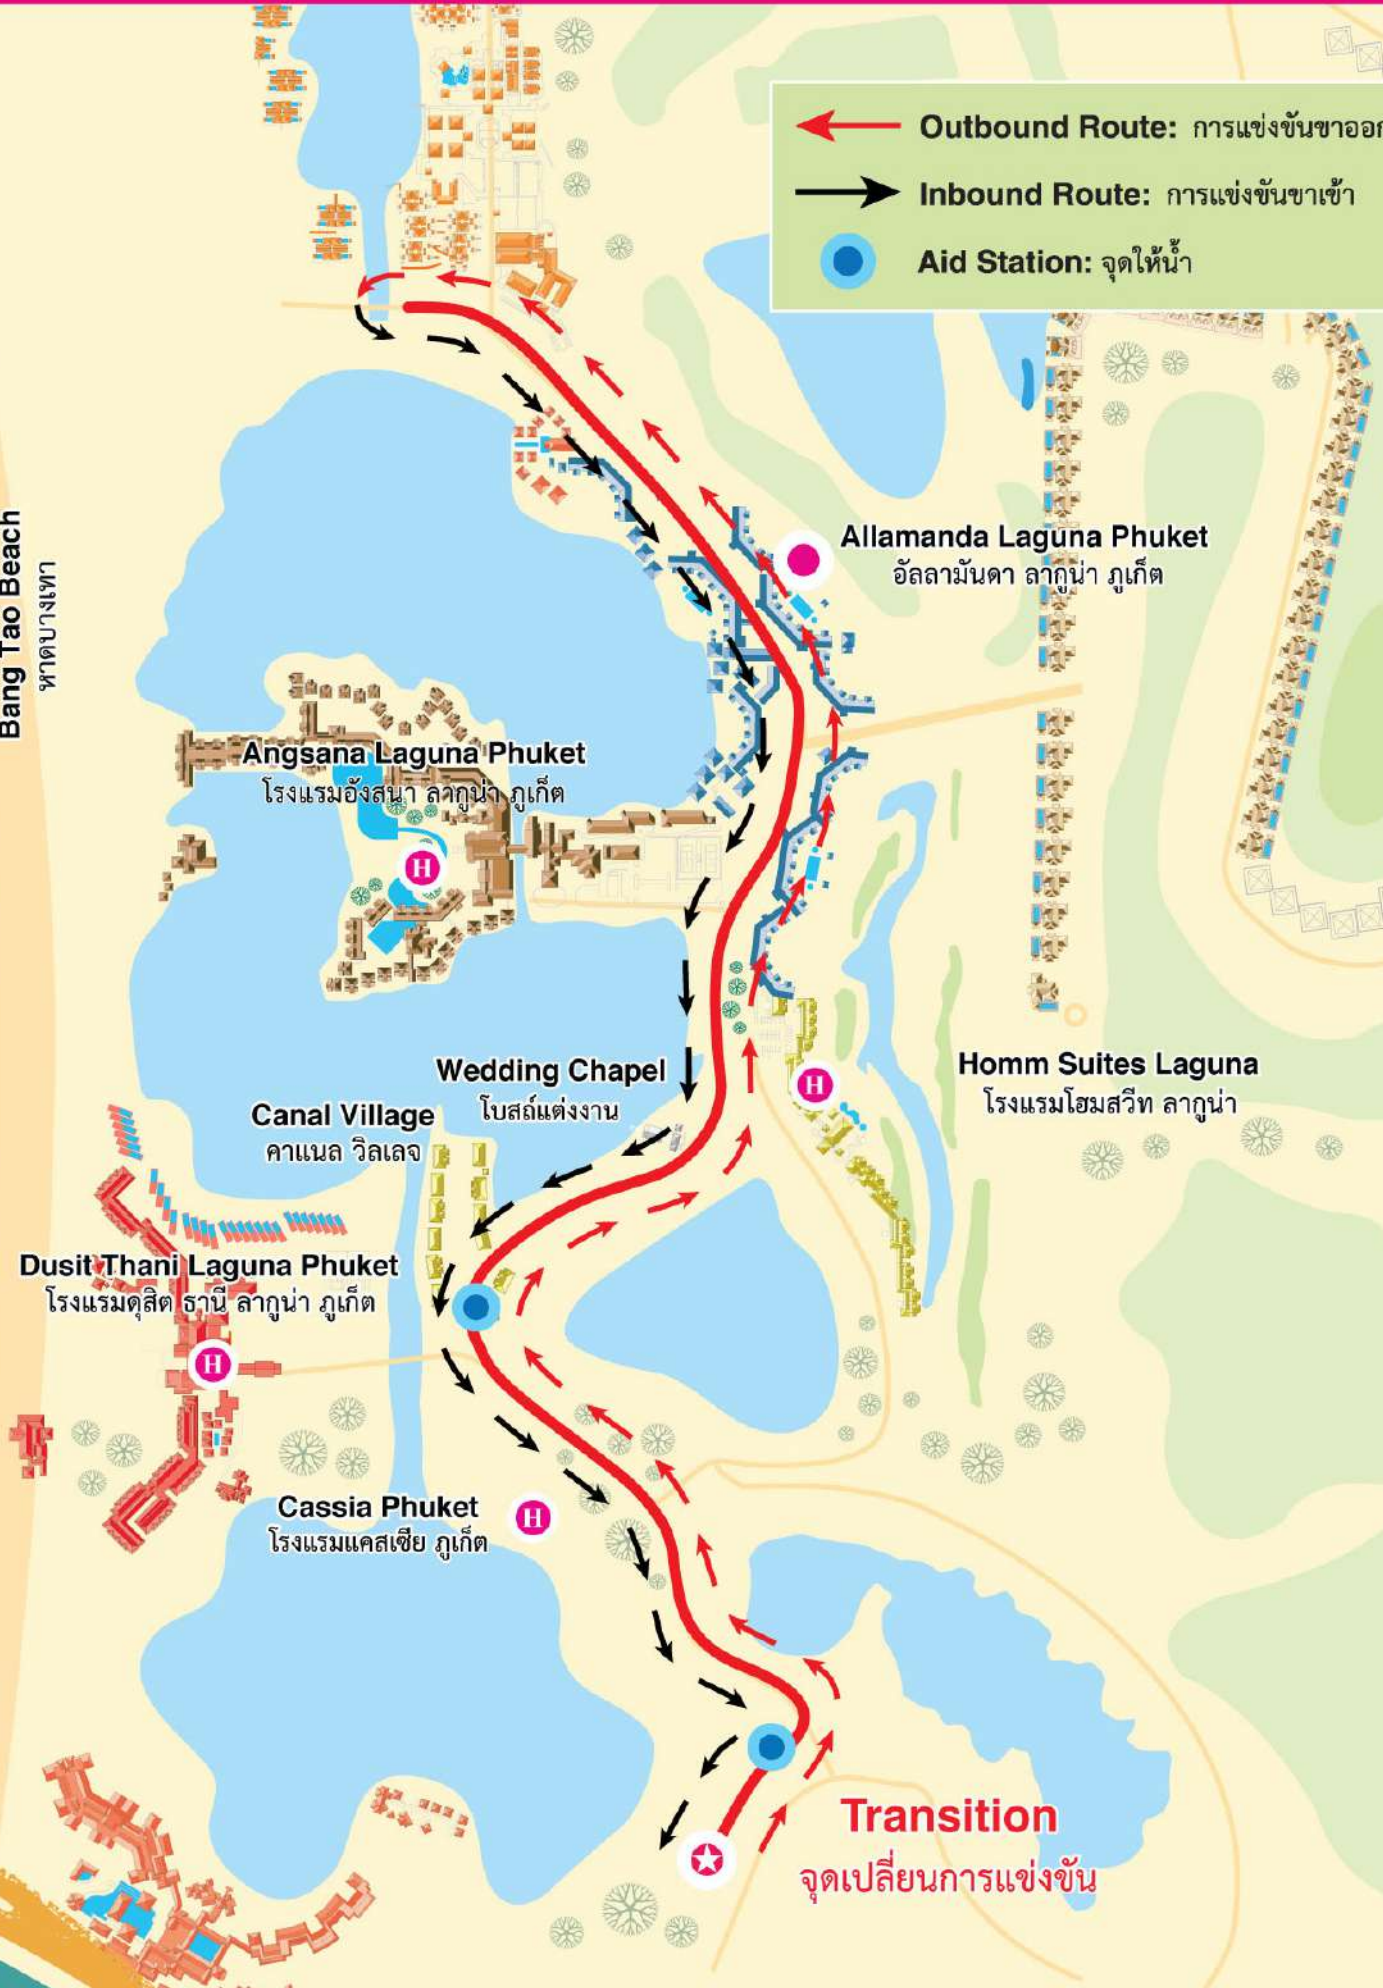 Outbound Route: การแข่งขันขาออก
Inbound Route: การแข่งขันขาเข้า
Aid Station: จุดให้น้ำ
Bang Tao Beach
หาดบางเทา
Allamanda Laguna Phuket
อัลลามันดา ลากูน่า ภูเก็ต
Angsana Laguna Phuket
โรงแรมอังสนา ลากูน่า ภูเก็ต
H
Wedding Chapel
โบสถ์แต่งงาน
Homm Suites Laguna
โรงแรมโฮมสวีท ลากูน่า
H
Canal Village
คาแนล วิลเลจ
Dusit Thani Laguna Phuket
โรงแรมดุสิต ธานี ลากูน่า ภูเก็ต
H
Cassia Phuket
โรงแรมแคสเซีย ภูเก็ต
H
Transition
จุดเปลี่ยนการแข่งขัน